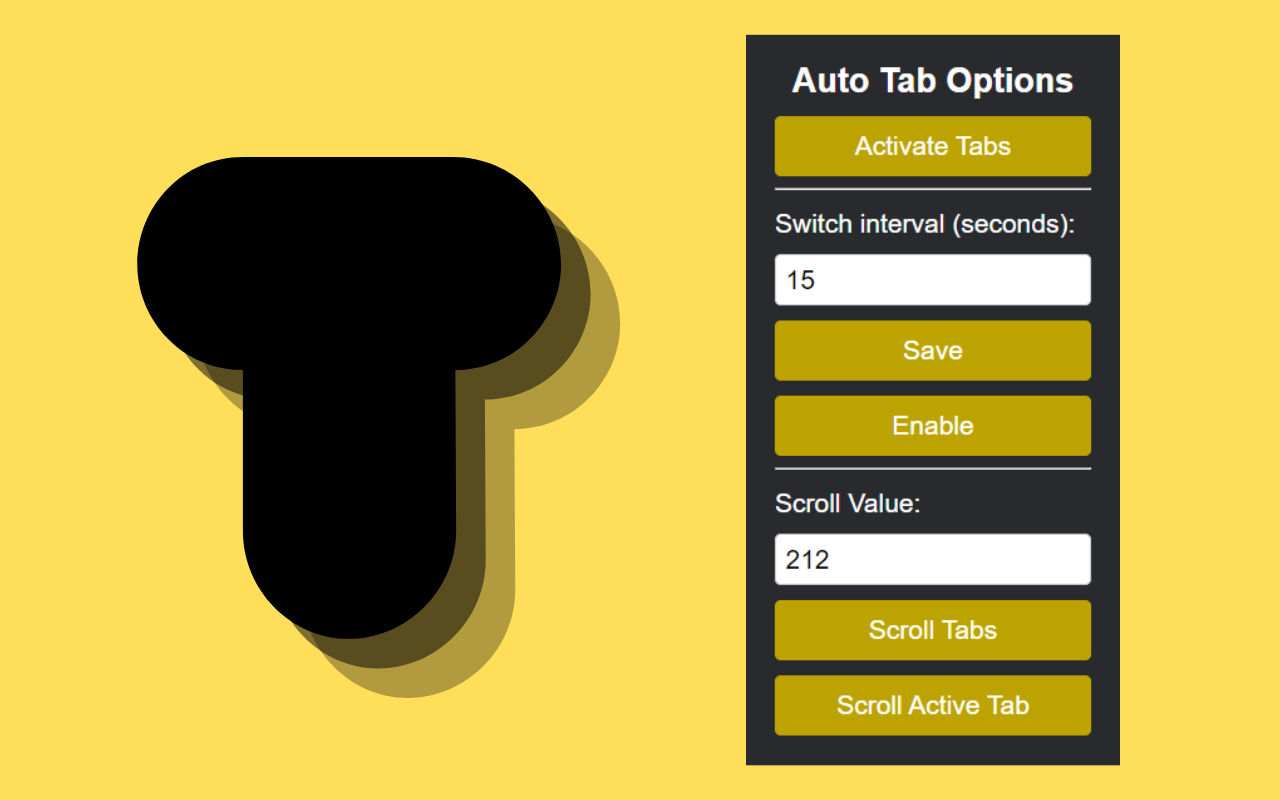 T
Auto Tab Options
Activate Tabs
Switch interval (seconds):
15
Save
Enable
Scroll Value:
212
Scroll Tabs
Scroll Active Tab